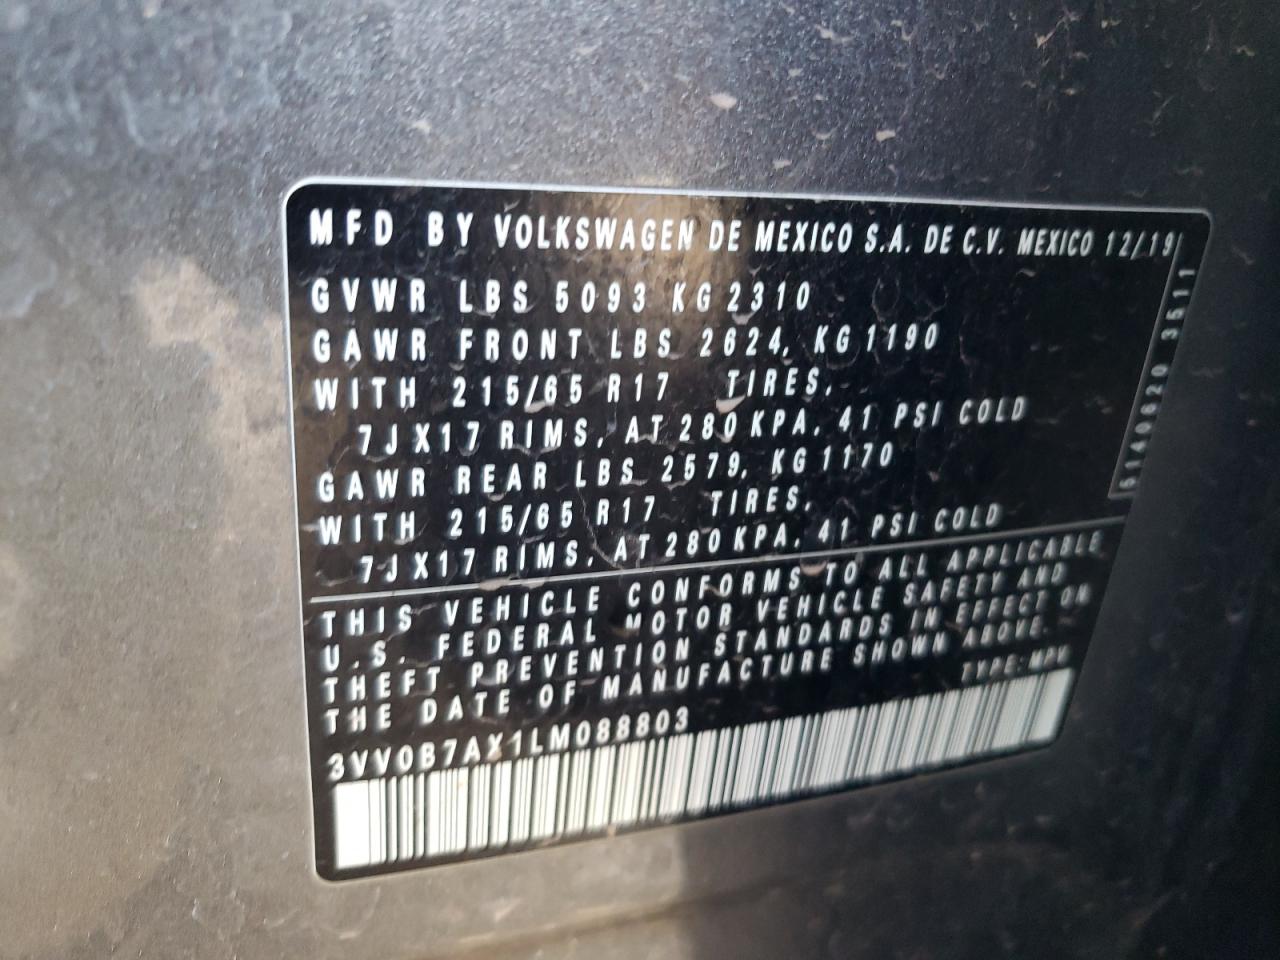 MFD BY VOLKSWAGEN DE MEXICO S.A. DE C.V. MEXICO 12/19
GVWR LBS 5093 KG 2310
GAWR FRONT LBS 2624, KG 1190
WITH 215/65 R17 TIRES,
7JX17 RIMS, AT 280 KPA, 41 PSI COLD
GAWR REAR LBS 2579, KG 1170
WITH 215/65 R17 TIRES,
7JX17 RIMS, AT 280 KPA, 41 PSI COLD
THIS VEHICLE CONFORMS TO ALL APPLICABLE
U.S. FEDERAL MOTOR VEHICLE SAFETY AND
THEFT PREVENTION STANDARDS IN EFFECT ON
THE DATE OF MANUFACTURE SHOWN ABOVE.
TYPE: MPV
3VV0B7AX1LM088803
3511